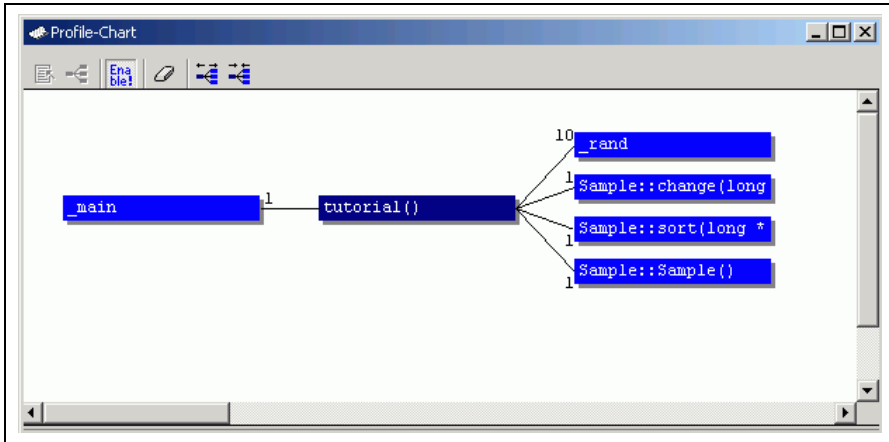 Profile-Chart
Ena
ble!
10
_rand
1
Sample::change(long
_main
1
tutorial()
Sample::sort(long *
1
Sample::Sample()
1